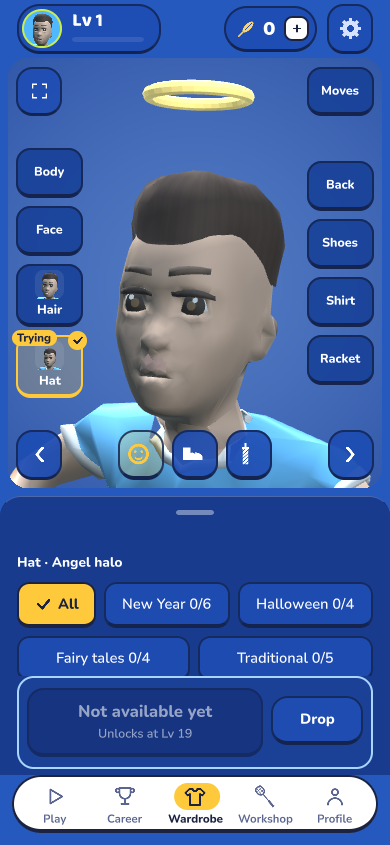 Lv 1
0
+
Moves
Body
Back
Face
Shoes
Hair
Shirt
Trying
Hat
Racket
Hat · Angel halo
All
New Year 0/6
Halloween 0/4
Fairy tales 0/4
Traditional 0/5
Not available yet
Unlocks at Lv 19
Drop
Play
Career
Wardrobe
Workshop
Profile